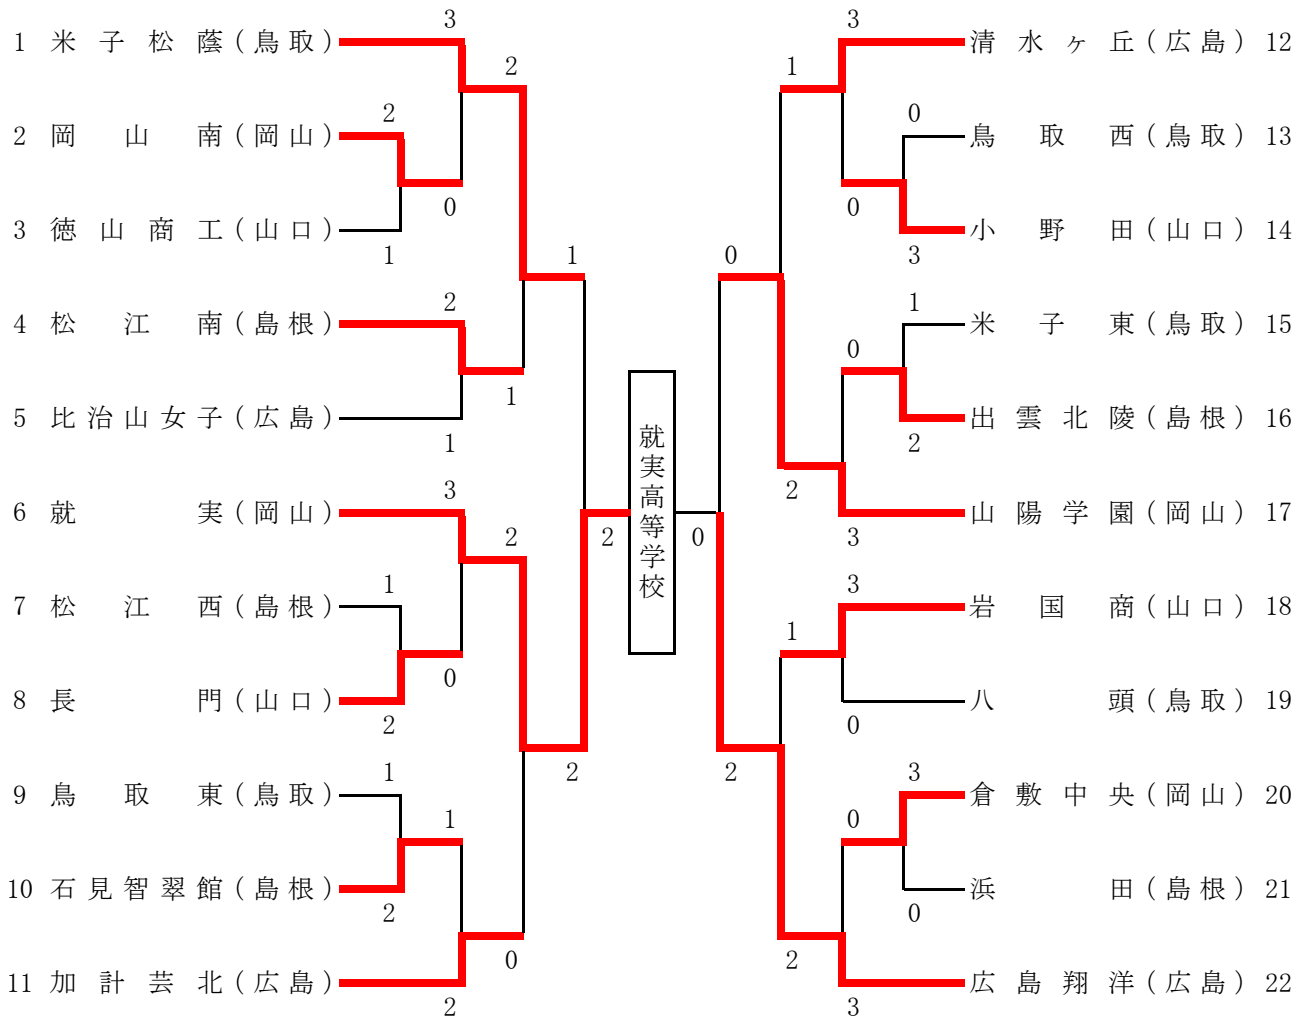 3
1 米子松蔭(鳥取)
2
2
2 岡山南(岡山)
0
3 徳山商工(山口)
1
1
2
4 松江南(島根)
1
5 比治山女子(広島)
1
3
6 就実(岡山)
2
2
1
7 松江西(島根)
0
8 長門(山口)
2
2
1
9 鳥取東(鳥取)
1
10 石見智翠館(島根)
2
0
11 加計芸北(広島)
2
就実高等学校
3
清水ヶ丘(広島) 12
1
0
鳥取西(鳥取) 13
0
小野田(山口) 14
3
0
1
米子東(鳥取) 15
0
出雲北陵(島根) 16
2
2
山陽学園(岡山) 17
3
0
3
岩国商(山口) 18
1
八頭(鳥取) 19
0
2
3
倉敷中央(岡山) 20
0
浜田(島根) 21
0
2
広島翔洋(広島) 22
3